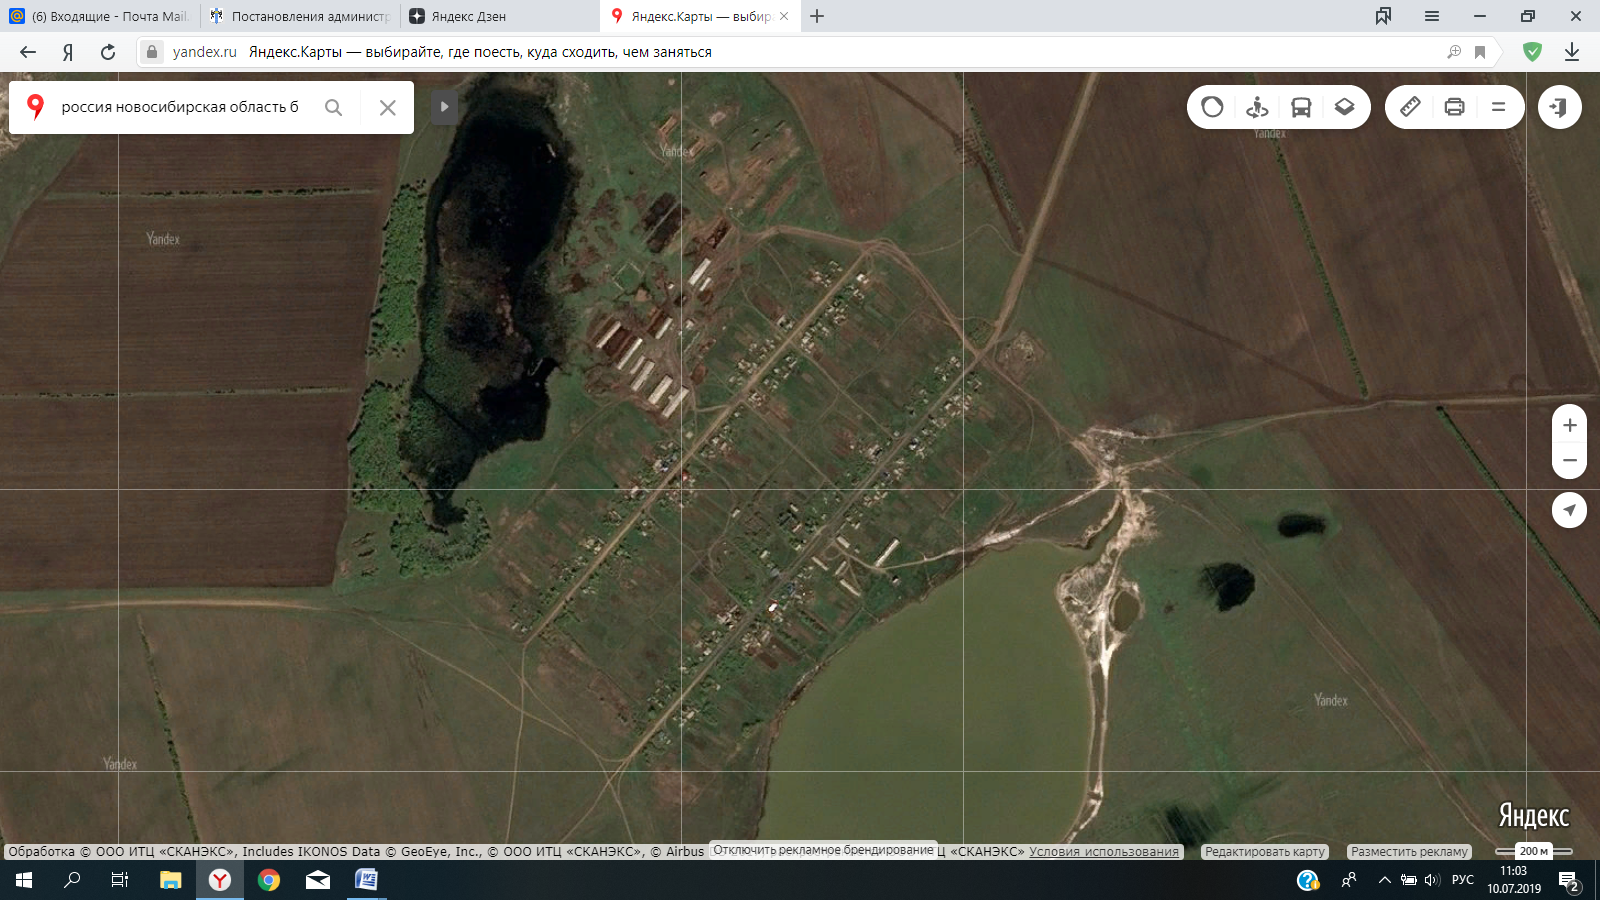 (6) Входящие - Почта Mail.
Постановления администр
Яндекс Дзен
Яндекс.Карты — выбир
yandex.ru Яндекс.Карты — выбирайте, где поесть, куда сходить, чем заняться
россия новосибирская область б
Yandex
Yandex
Yandex
Yandex
Yandex
Яндекс
Обработка © ООО ИТЦ «СКАНЭКС», Includes IKONOS Data © GeoEye, Inc., © ООО ИТЦ «СКАНЭКС», © Airbus
Отключить рекламное брендирование
ТЦ «СКАНЭКС» Условия использования
Редактировать карту
Разместить рекламу
200 м
РУС
11:03
10.07.2019
2